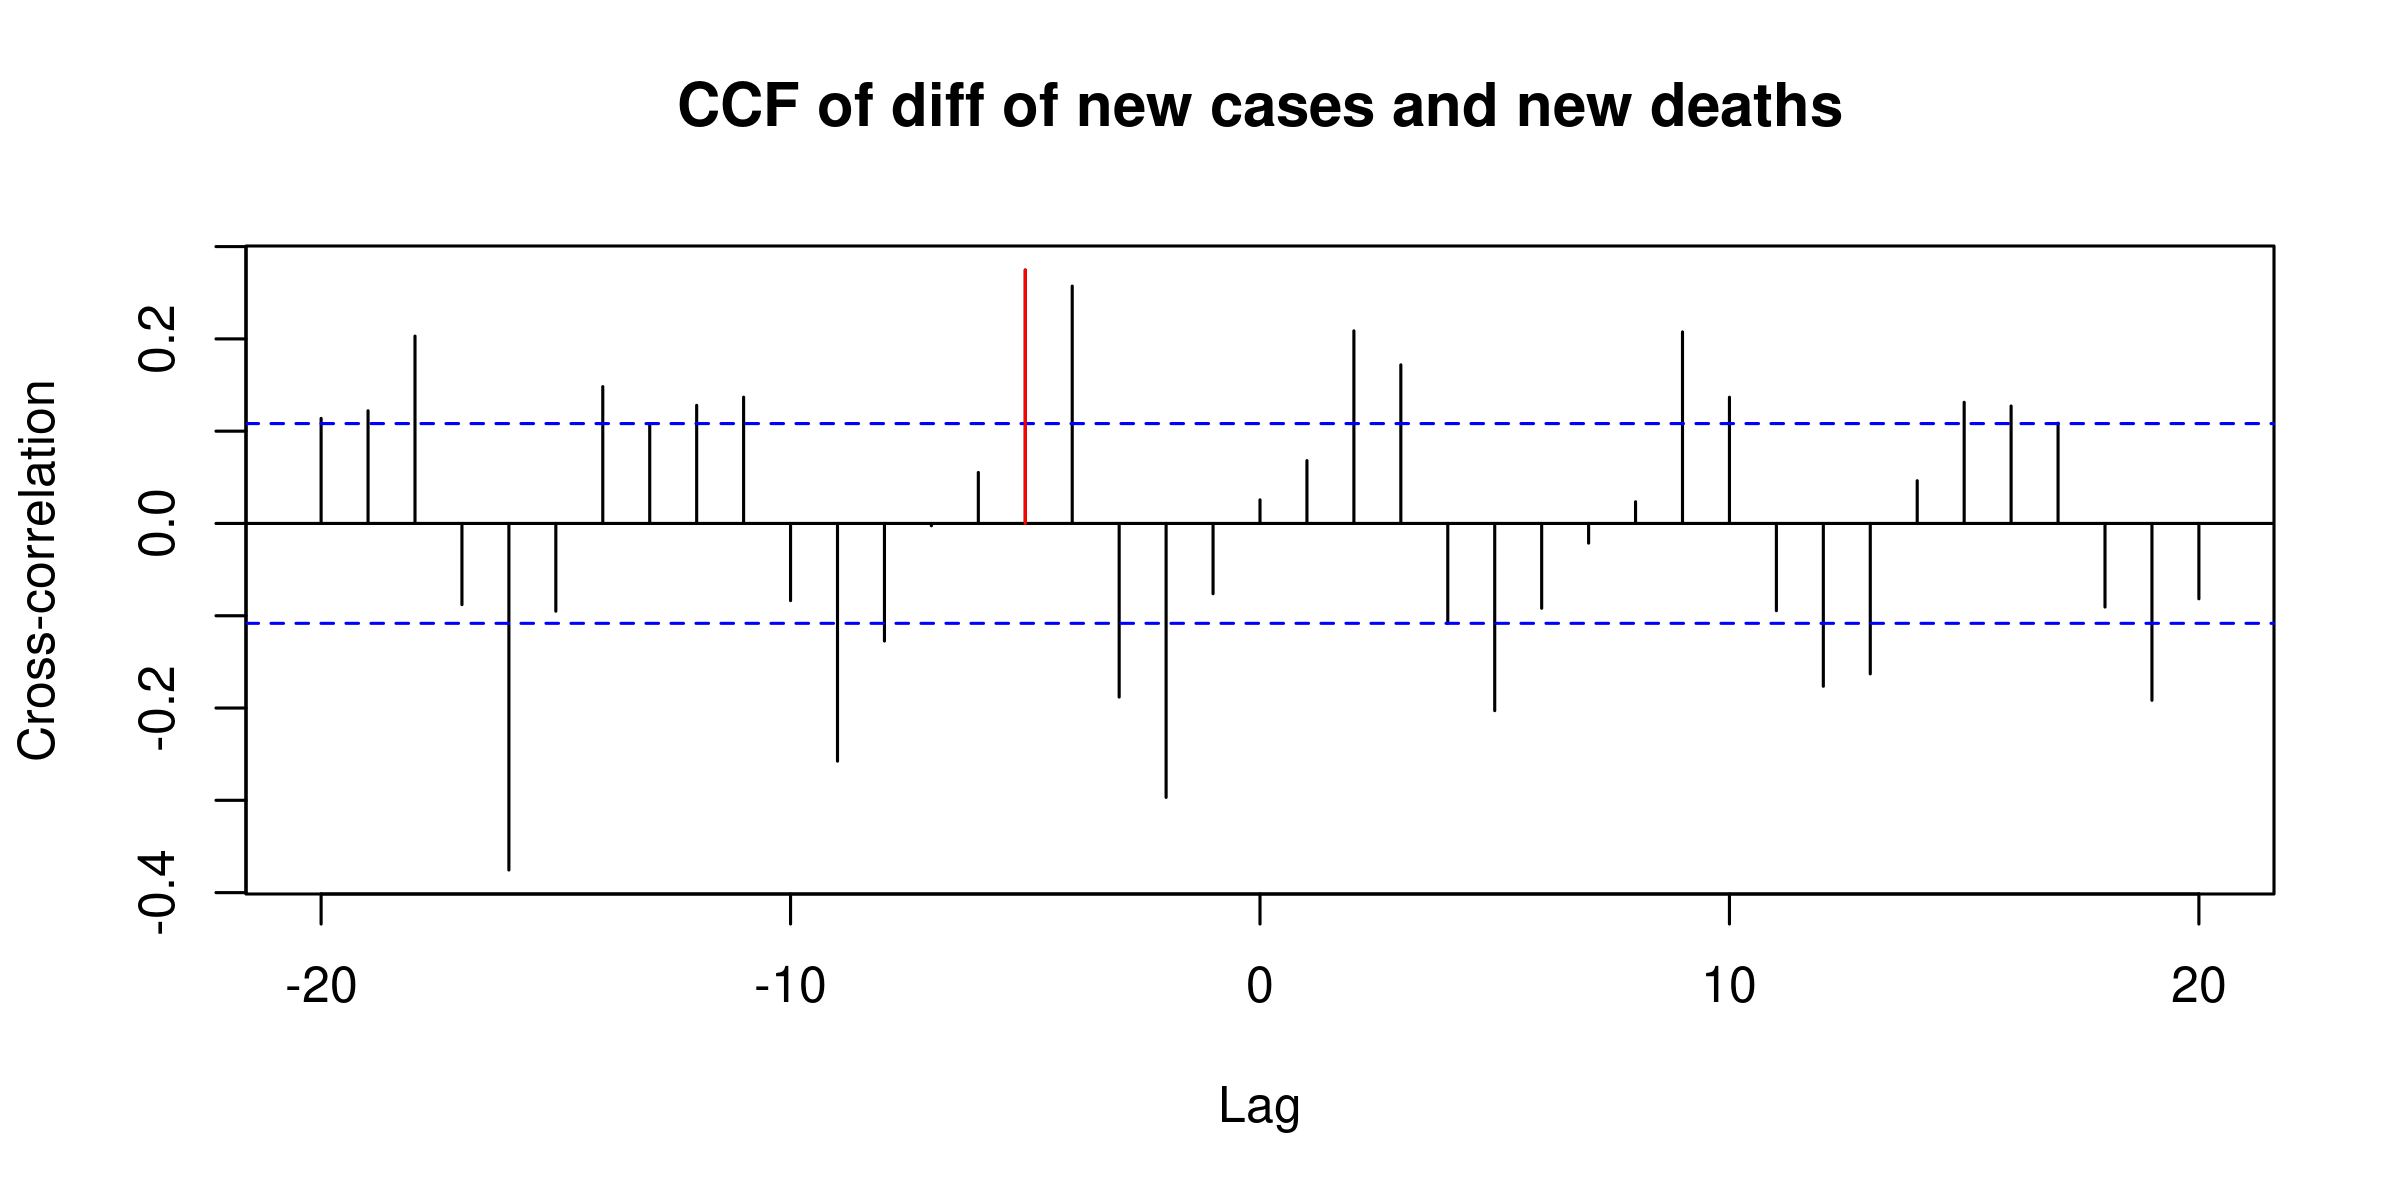 CCF of diff of new cases and new deaths
Cross-correlation
0.2
0.0
-0.2
-0.4
-20 -10 0 10 20
Lag